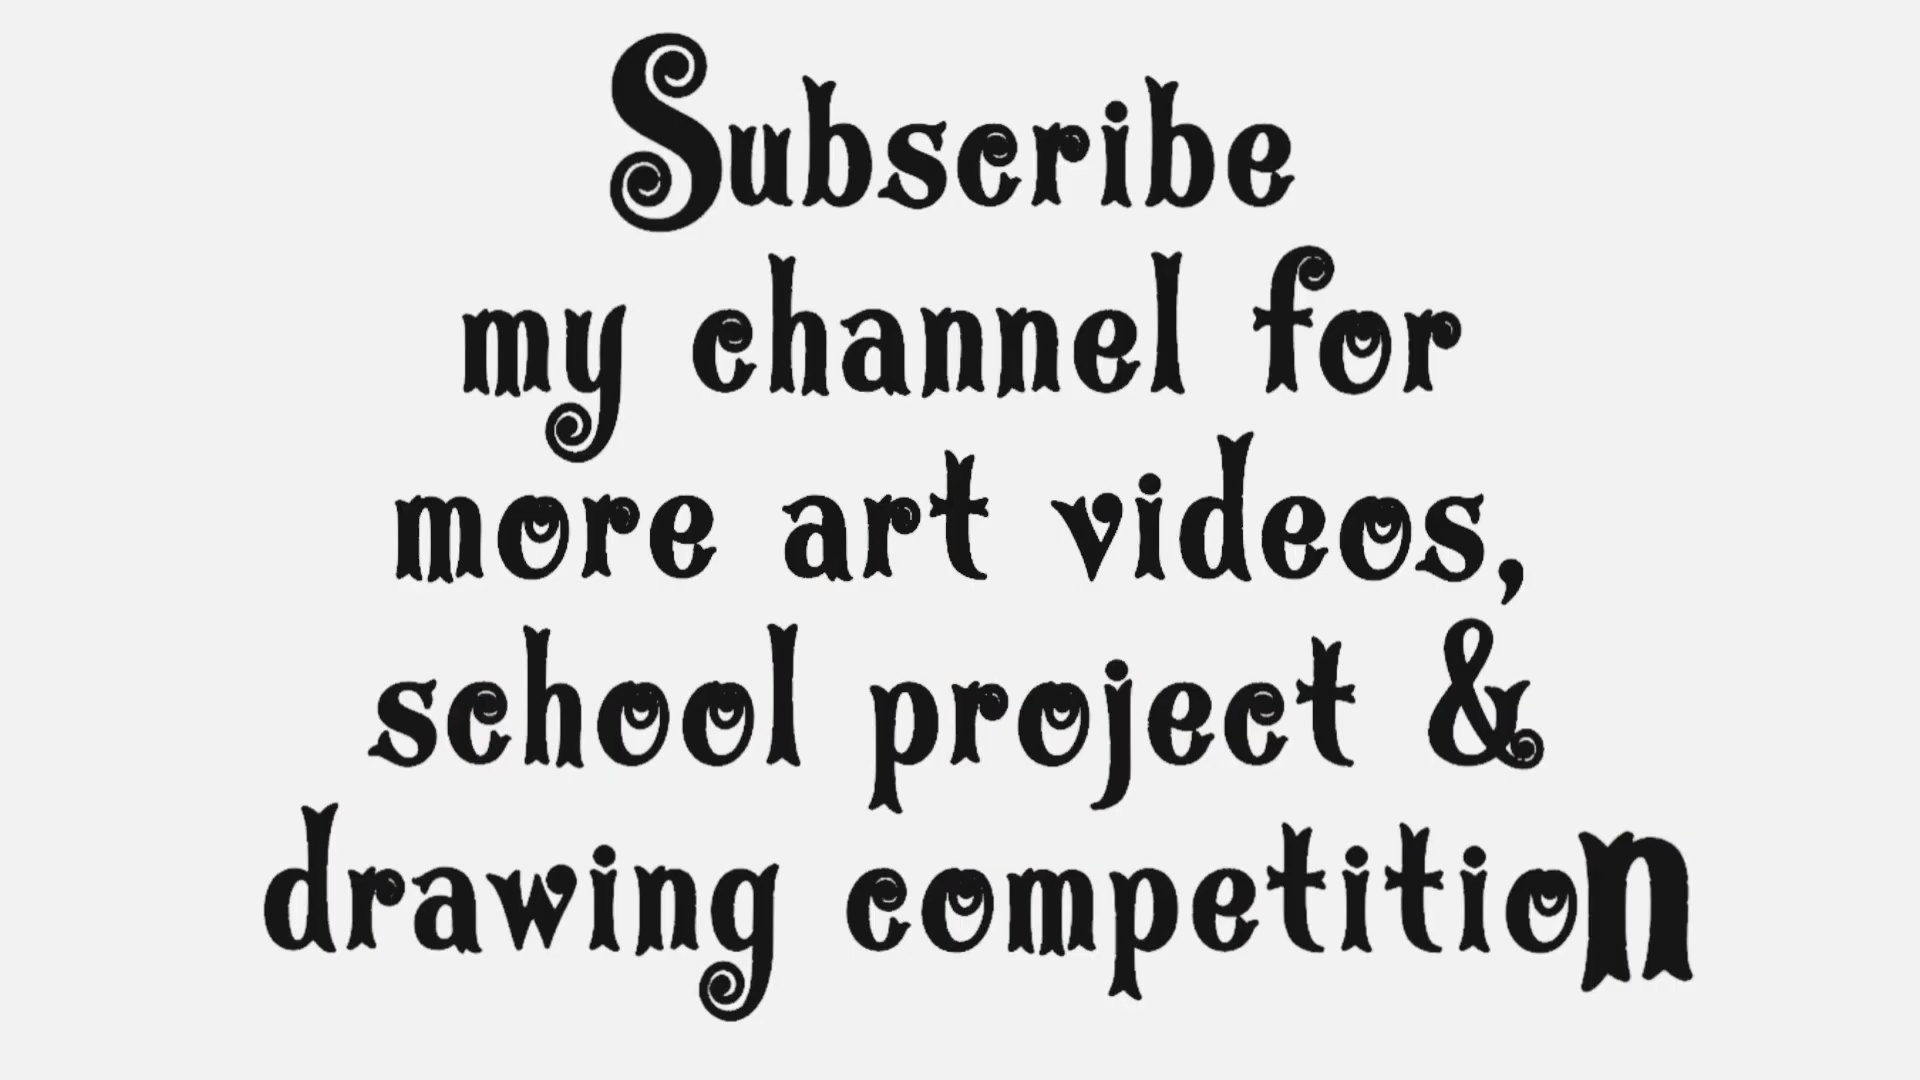 Subscribe
my channel for
more art videos,
school project &
drawing competition